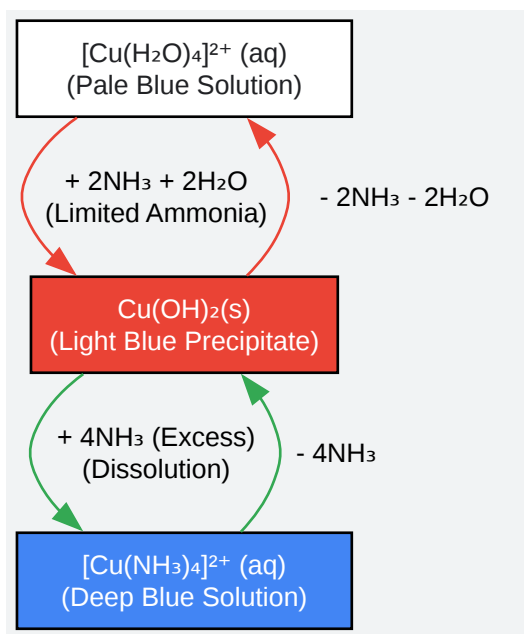 [Cu(H₂O)₄]²⁺ (aq)
(Pale Blue Solution)
+ 2NH₃ + 2H₂O
(Limited Ammonia)
- 2NH₃ - 2H₂O
Cu(OH)₂(s)
(Light Blue Precipitate)
+ 4NH₃ (Excess)
(Dissolution)
- 4NH₃
[Cu(NH₃)₄]²⁺ (aq)
(Deep Blue Solution)